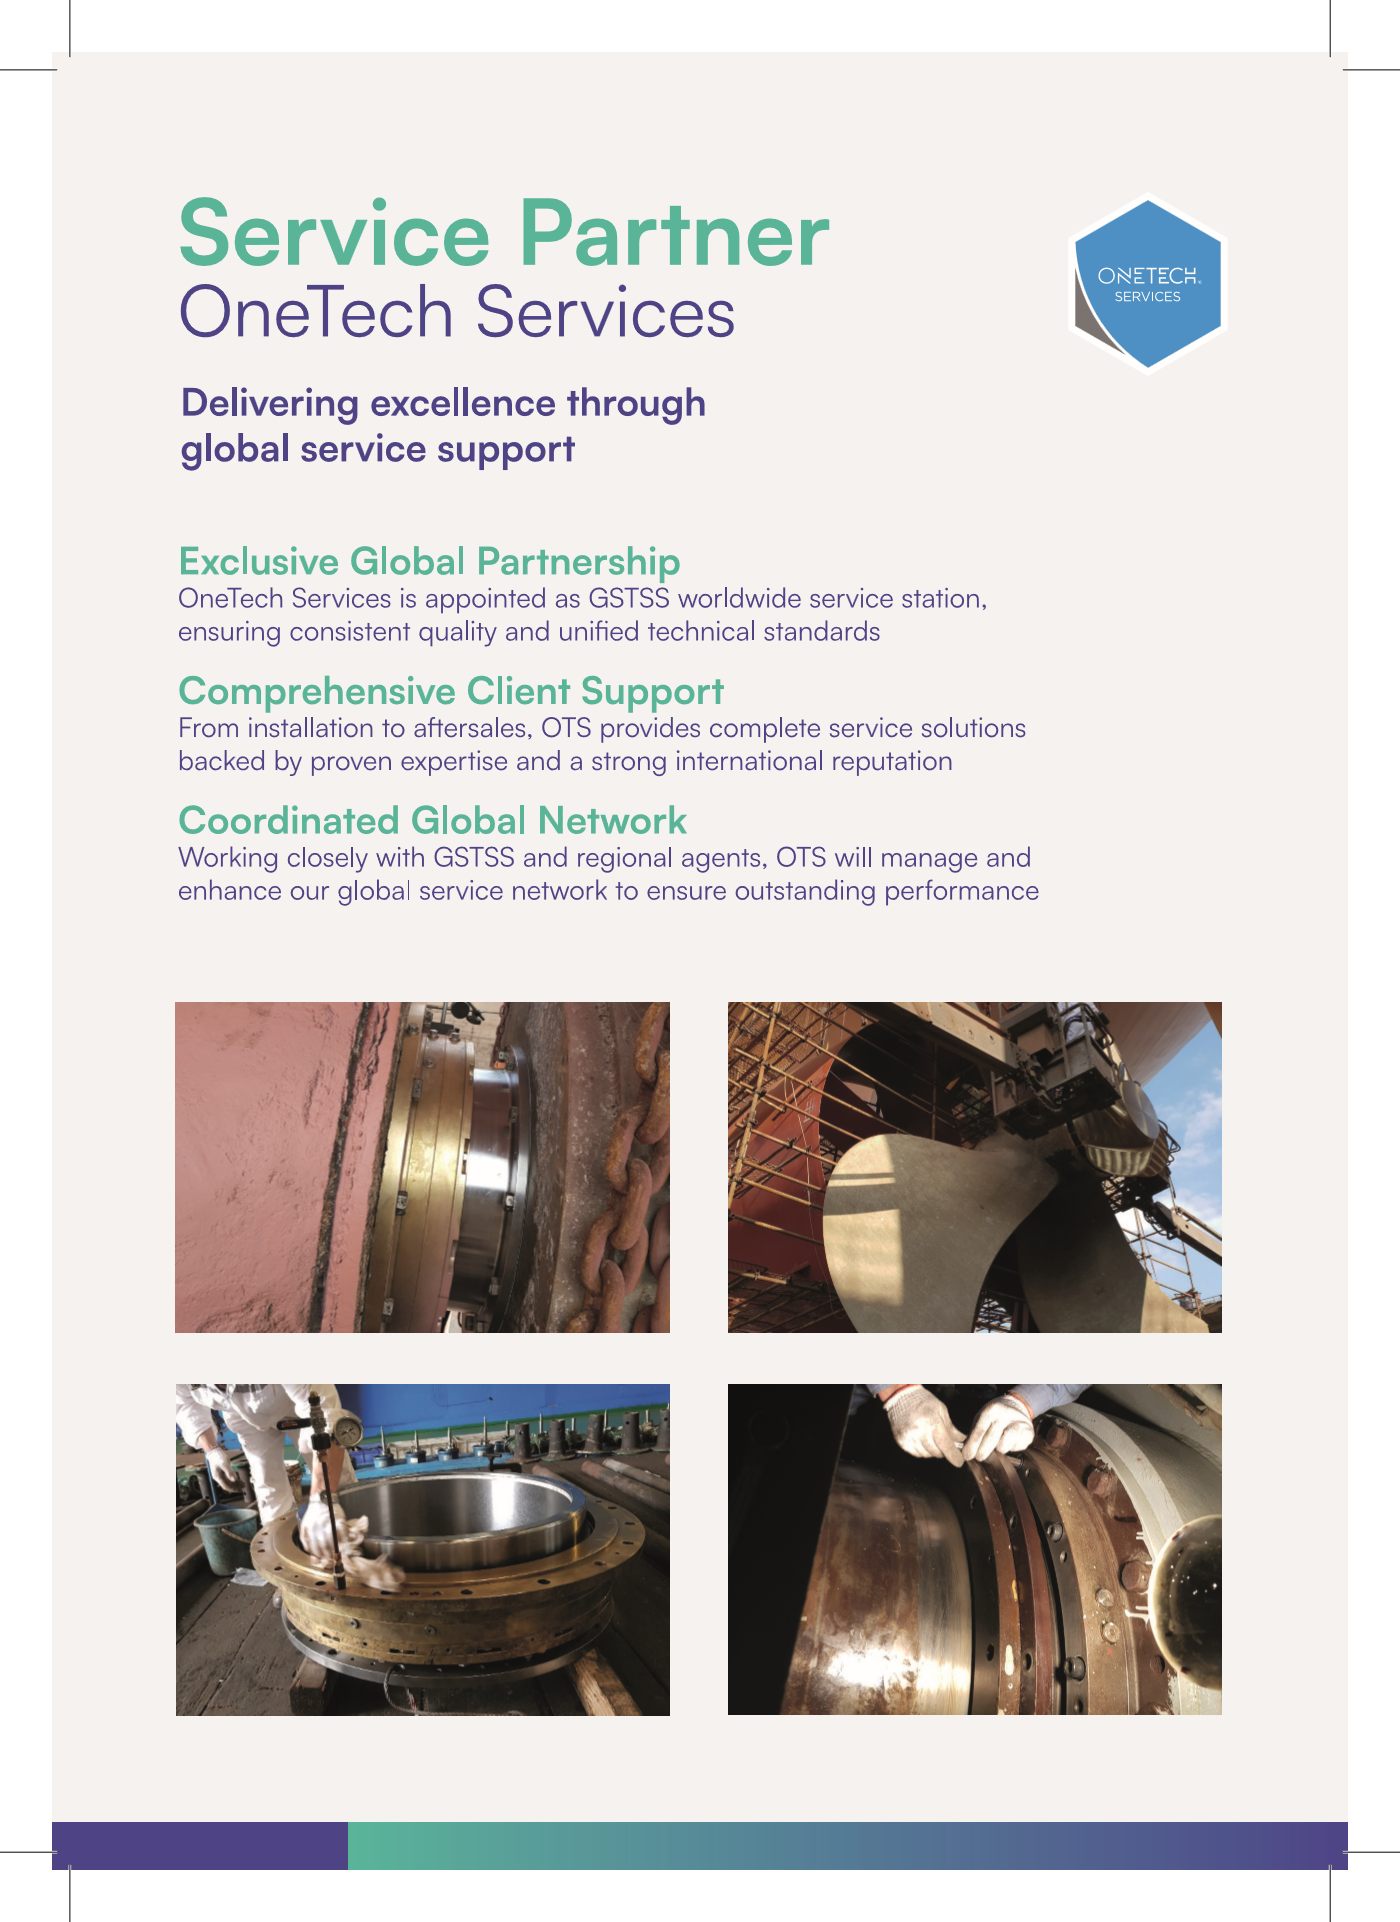 Service Partner
OneTech Services
ONETECH
SERVICES
Delivering excellence through
global service support
Exclusive Global Partnership
OneTech Services is appointed as GSTSS worldwide service station,
ensuring consistent quality and unified technical standards
Comprehensive Client Support
From installation to aftersales, OTS provides complete service solutions
backed by proven expertise and a strong international reputation
Coordinated Global Network
Working closely with GSTSS and regional agents, OTS will manage and
enhance our global service network to ensure outstanding performance